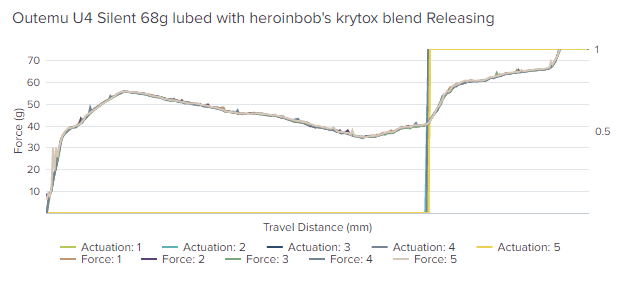 Outemu U4 Silent 68g lubed with heroinbob's krytox blend Releasing
70
60
50
40
30
20
10
Force (g)
1
0.5
Travel Distance (mm)
Actuation: 1 Actuation: 2 Actuation: 3 Actuation: 4 Actuation: 5
Force: 1 Force: 2 Force: 3 Force: 4 Force: 5